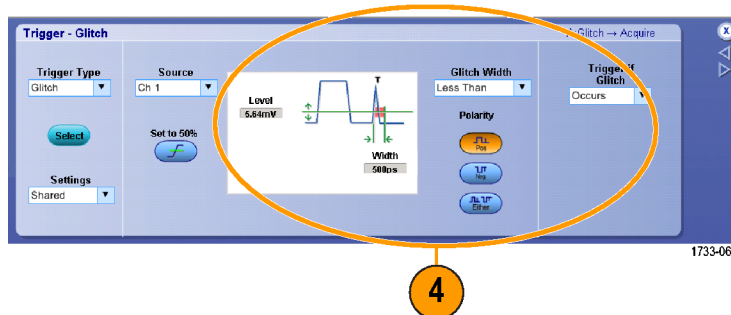 Trigger - Glitch
A: Glitch → Acquire
X
Trigger Type
Glitch
Select
Settings
Shared
Source
Ch 1
Set to 50%
Level
5.64mV
T
Width
500ps
Glitch Width
Less Than
Polarity
Pos
Neg
Either
Trigger if
Glitch
Occurs
1733-06
4